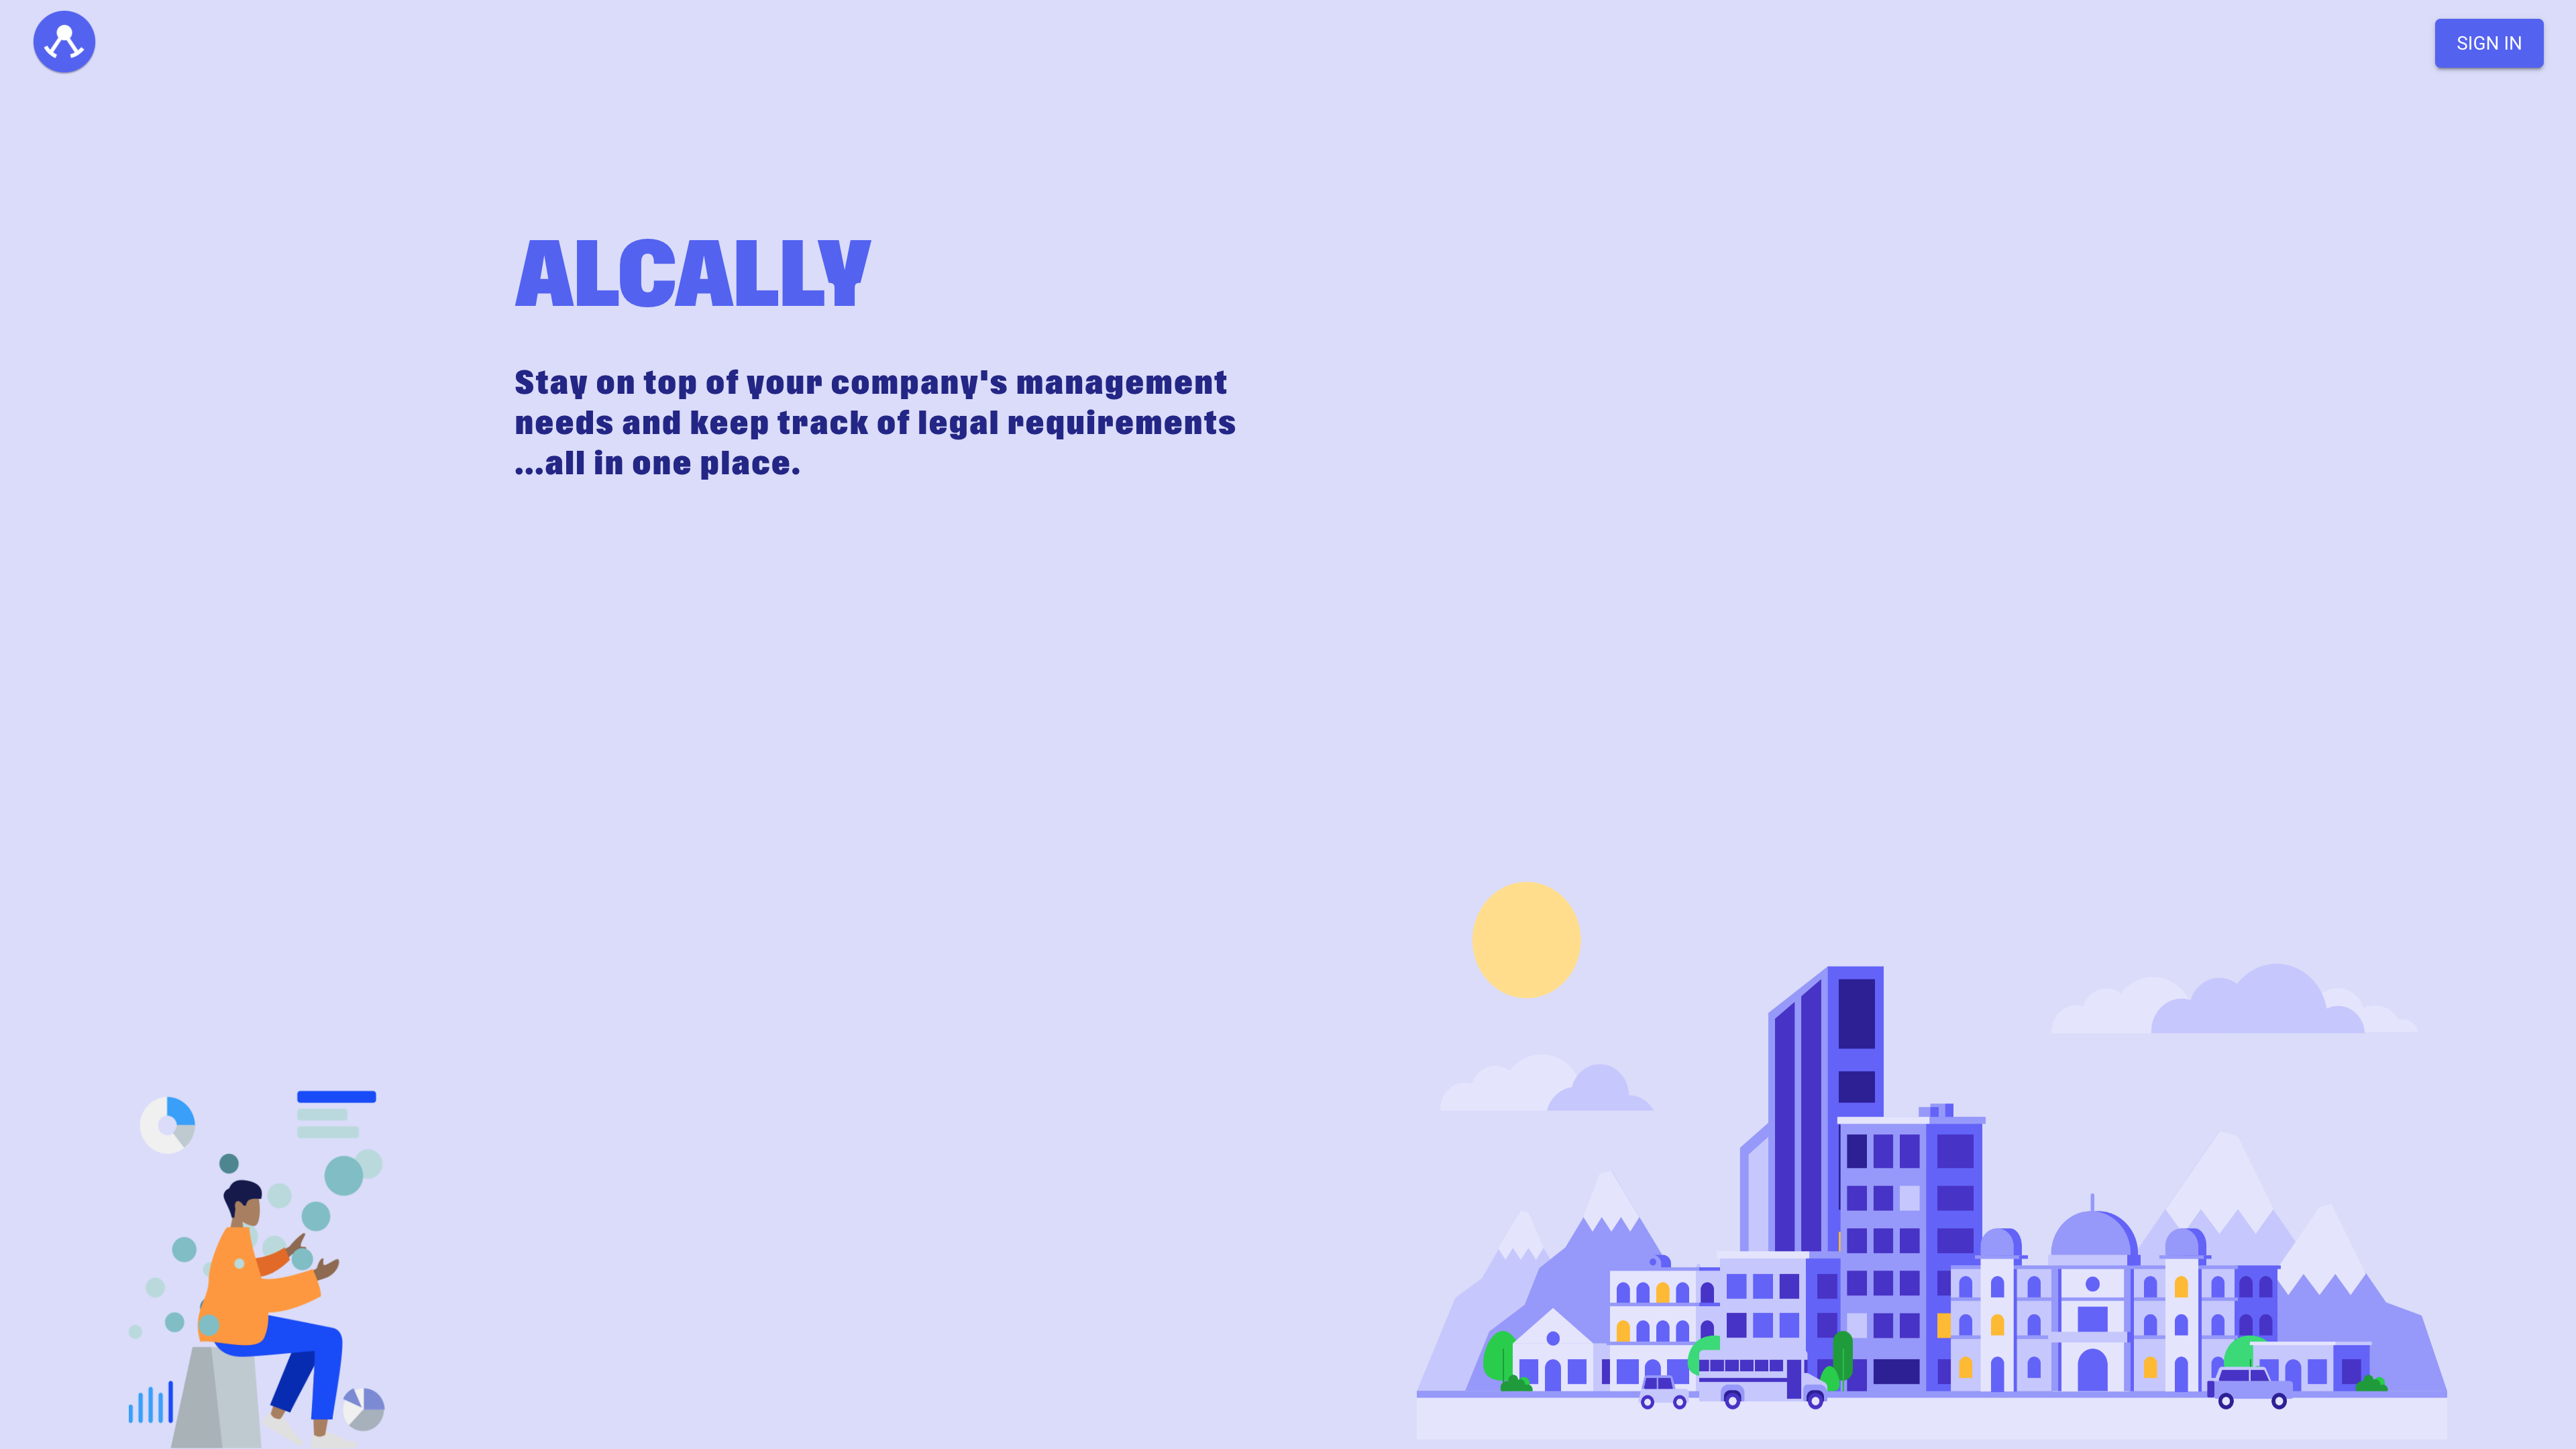 SIGN IN
ALCALLY
Stay on top of your company's management
needs and keep track of legal requirements
...all in one place.